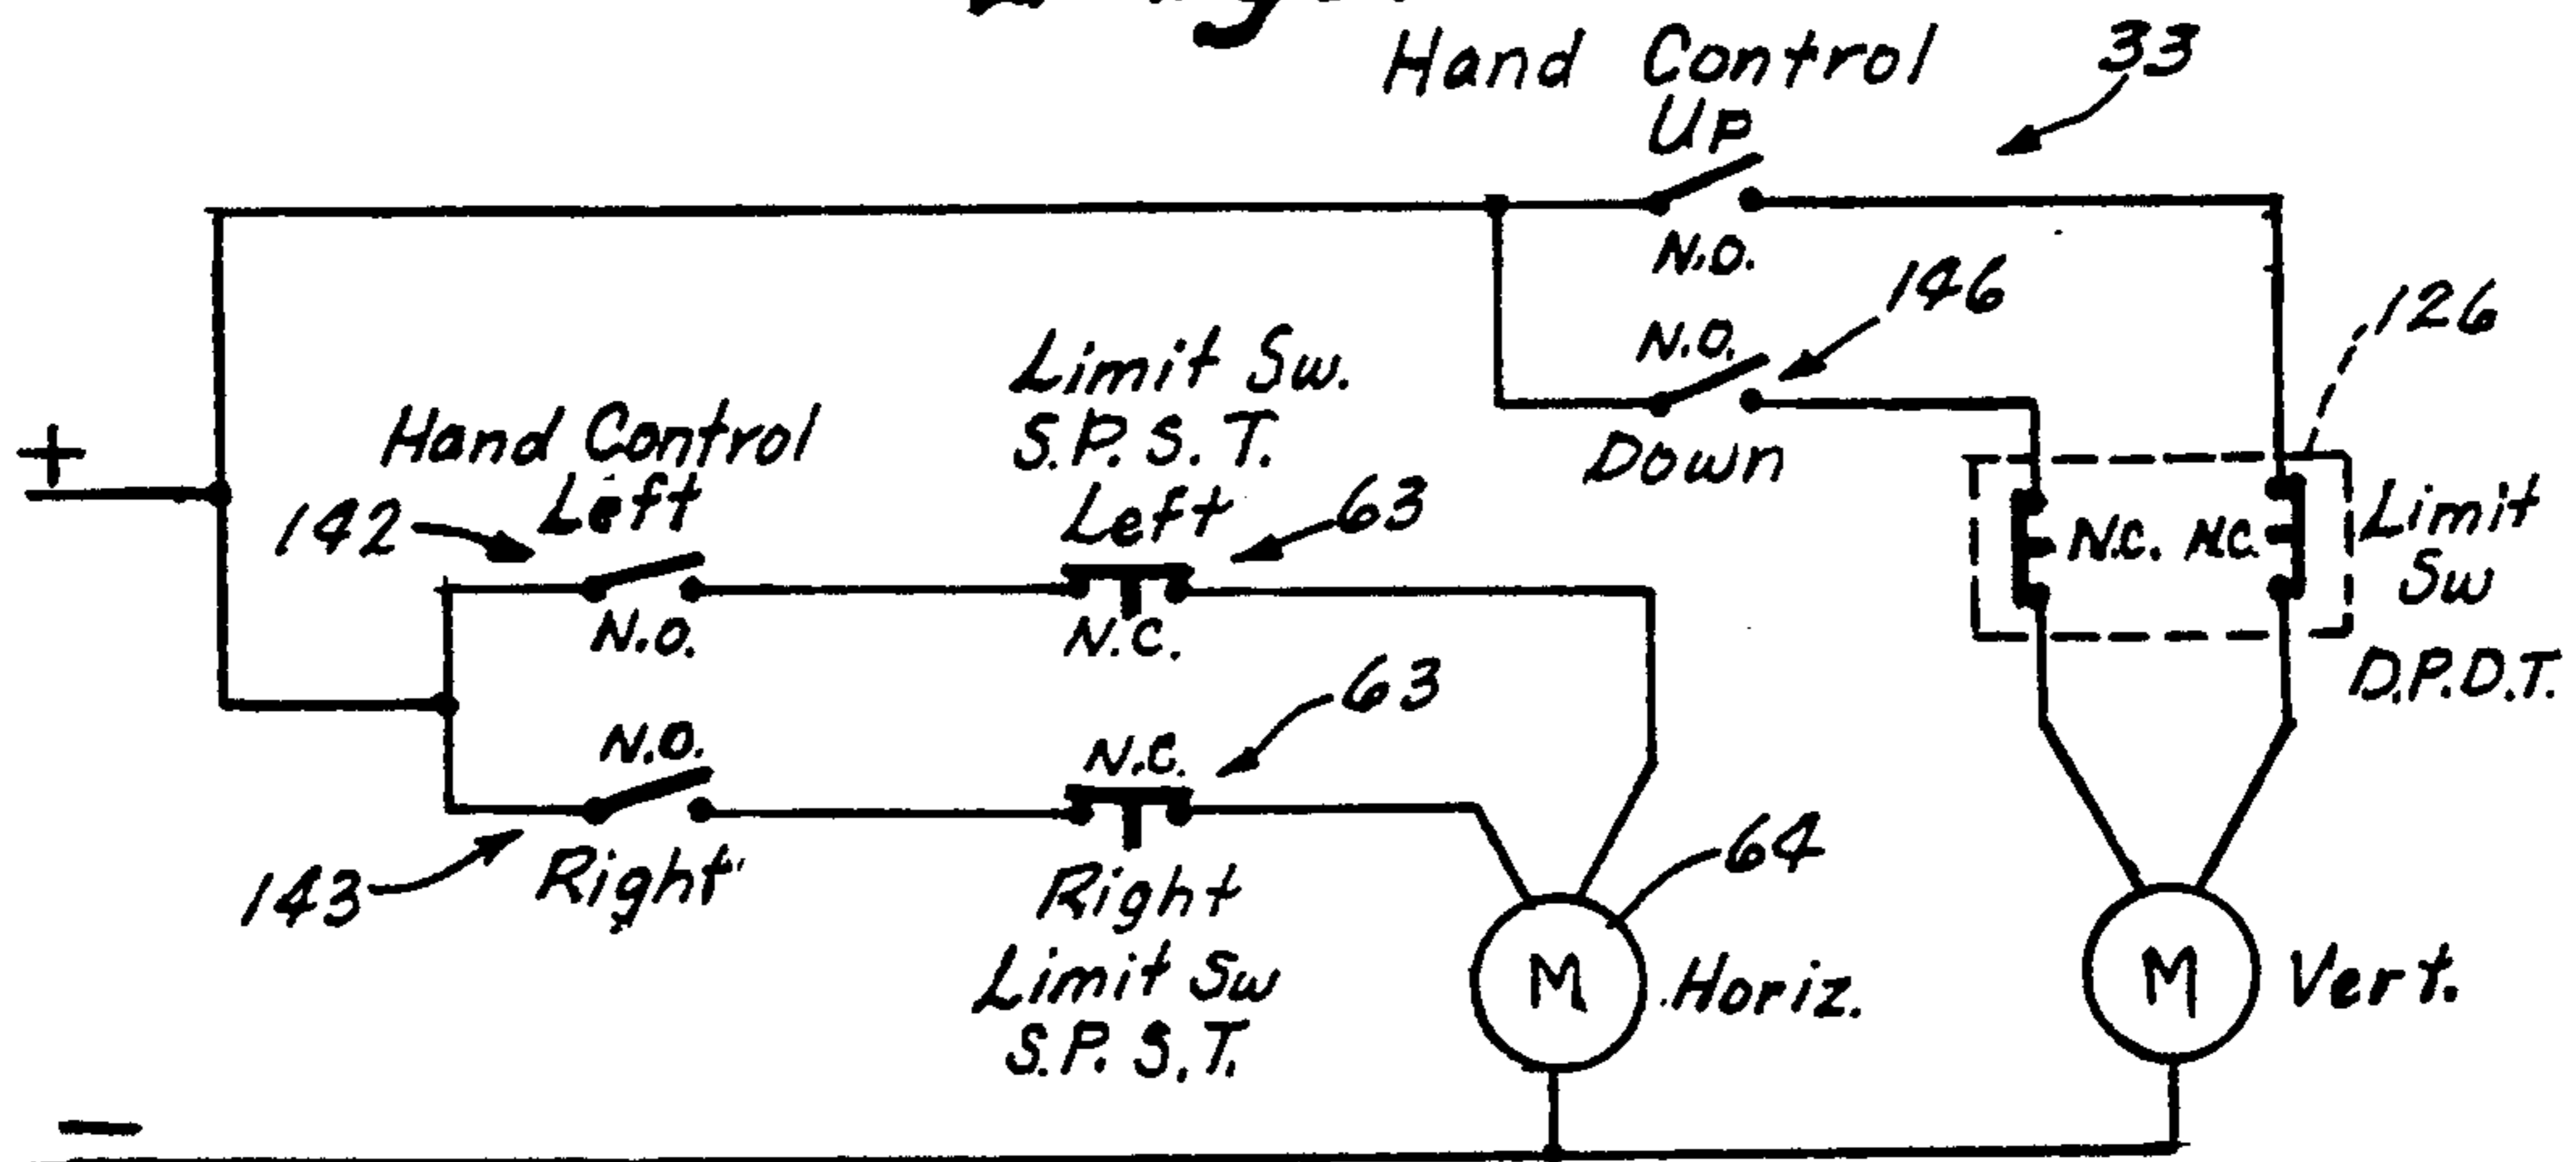 Hand Control
UP
33
N.O.
146
N.O.
Down
126
Limit Sw.
S.P.S.T.
Left
63
N.C.
+
Hand Control
Left
142
N.O.
N.C. N.C.
Limit
Sw
D.P.D.T.
N.O.
143
Right
N.C.
63
Right
Limit Sw
S.P.S.T.
64
M
Horiz.
M
Vert.
−